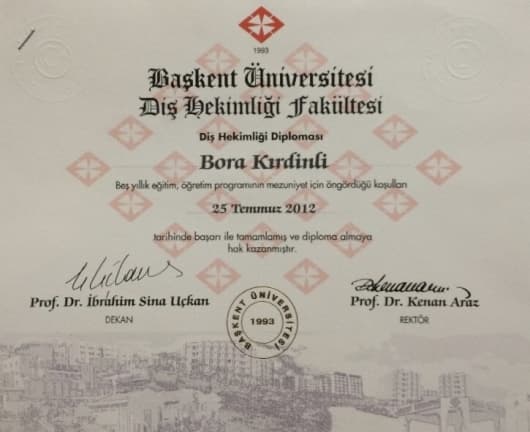 1993
Başkent Üniversitesi
Diş Hekimliği Fakültesi
Diş Hekimliği Diploması
Bora Kırdinli
Beş yıllık eğitim, öğretim programının mezuniyet için öngördüğü koşulları
25 Temmuz 2012
tarihinde başarı ile tamamlamış ve diploma almaya
hak kazanmıştır.
Prof. Dr. İbrahim Sina Uçkan
DEKAN
Prof. Dr. Kenan Araz
REKTÖR
BAŞKENT ÜNİVERSİTESİ
1993